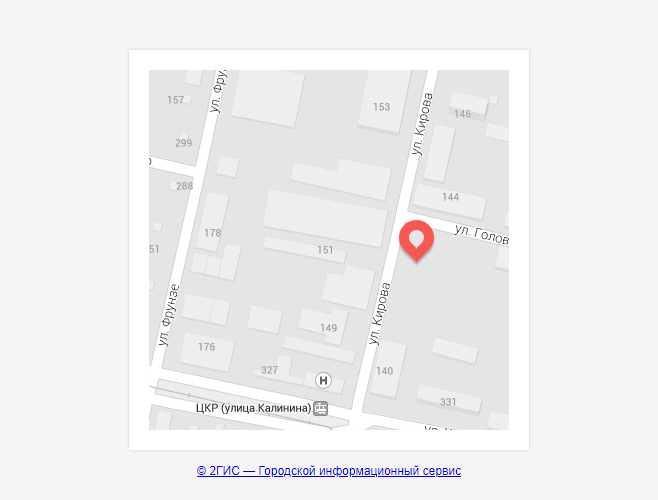 ул. Фру
157
153
146
ул. Кирова
299
288
144
178
ул. Голов
51
151
ул. Фрунзе
ул. Кирова
149
176
327
Н
140
ЦКР (улица Калинина)
331
© 2ГИС — Городской информационный сервис